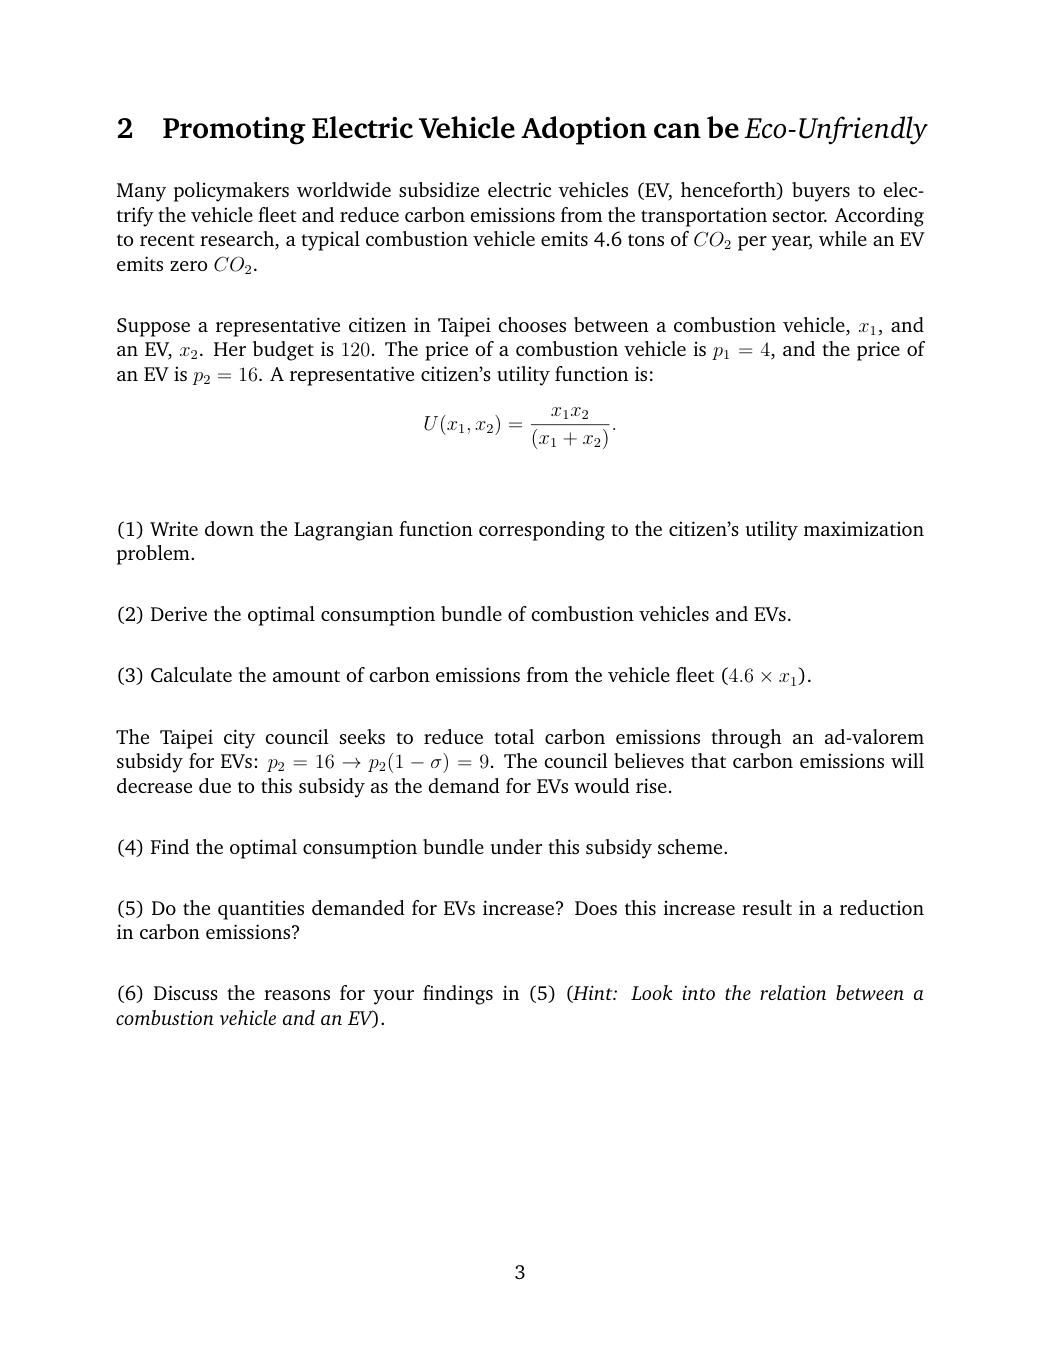 2 Promoting Electric Vehicle Adoption can be Eco-Unfriendly
Many policymakers worldwide subsidize electric vehicles (EV, henceforth) buyers to elec-
trify the vehicle fleet and reduce carbon emissions from the transportation sector. According
to recent research, a typical combustion vehicle emits 4.6 tons of CO₂ per year, while an EV
emits zero CO₂.
Suppose a representative citizen in Taipei chooses between a combustion vehicle, x₁, and
an EV, x₂. Her budget is 120. The price of a combustion vehicle is p₁ = 4, and the price of
an EV is p₂ = 16. A representative citizen's utility function is:
U(x₁, x₂) = x₁x₂ / (x₁ + x₂).
(1) Write down the Lagrangian function corresponding to the citizen's utility maximization
problem.
(2) Derive the optimal consumption bundle of combustion vehicles and EVs.
(3) Calculate the amount of carbon emissions from the vehicle fleet (4.6 × x₁).
The Taipei city council seeks to reduce total carbon emissions through an ad-valorem
subsidy for EVs: p₂ = 16 → p₂(1 − σ) = 9. The council believes that carbon emissions will
decrease due to this subsidy as the demand for EVs would rise.
(4) Find the optimal consumption bundle under this subsidy scheme.
(5) Do the quantities demanded for EVs increase? Does this increase result in a reduction
in carbon emissions?
(6) Discuss the reasons for your findings in (5) (Hint: Look into the relation between a
combustion vehicle and an EV).
3